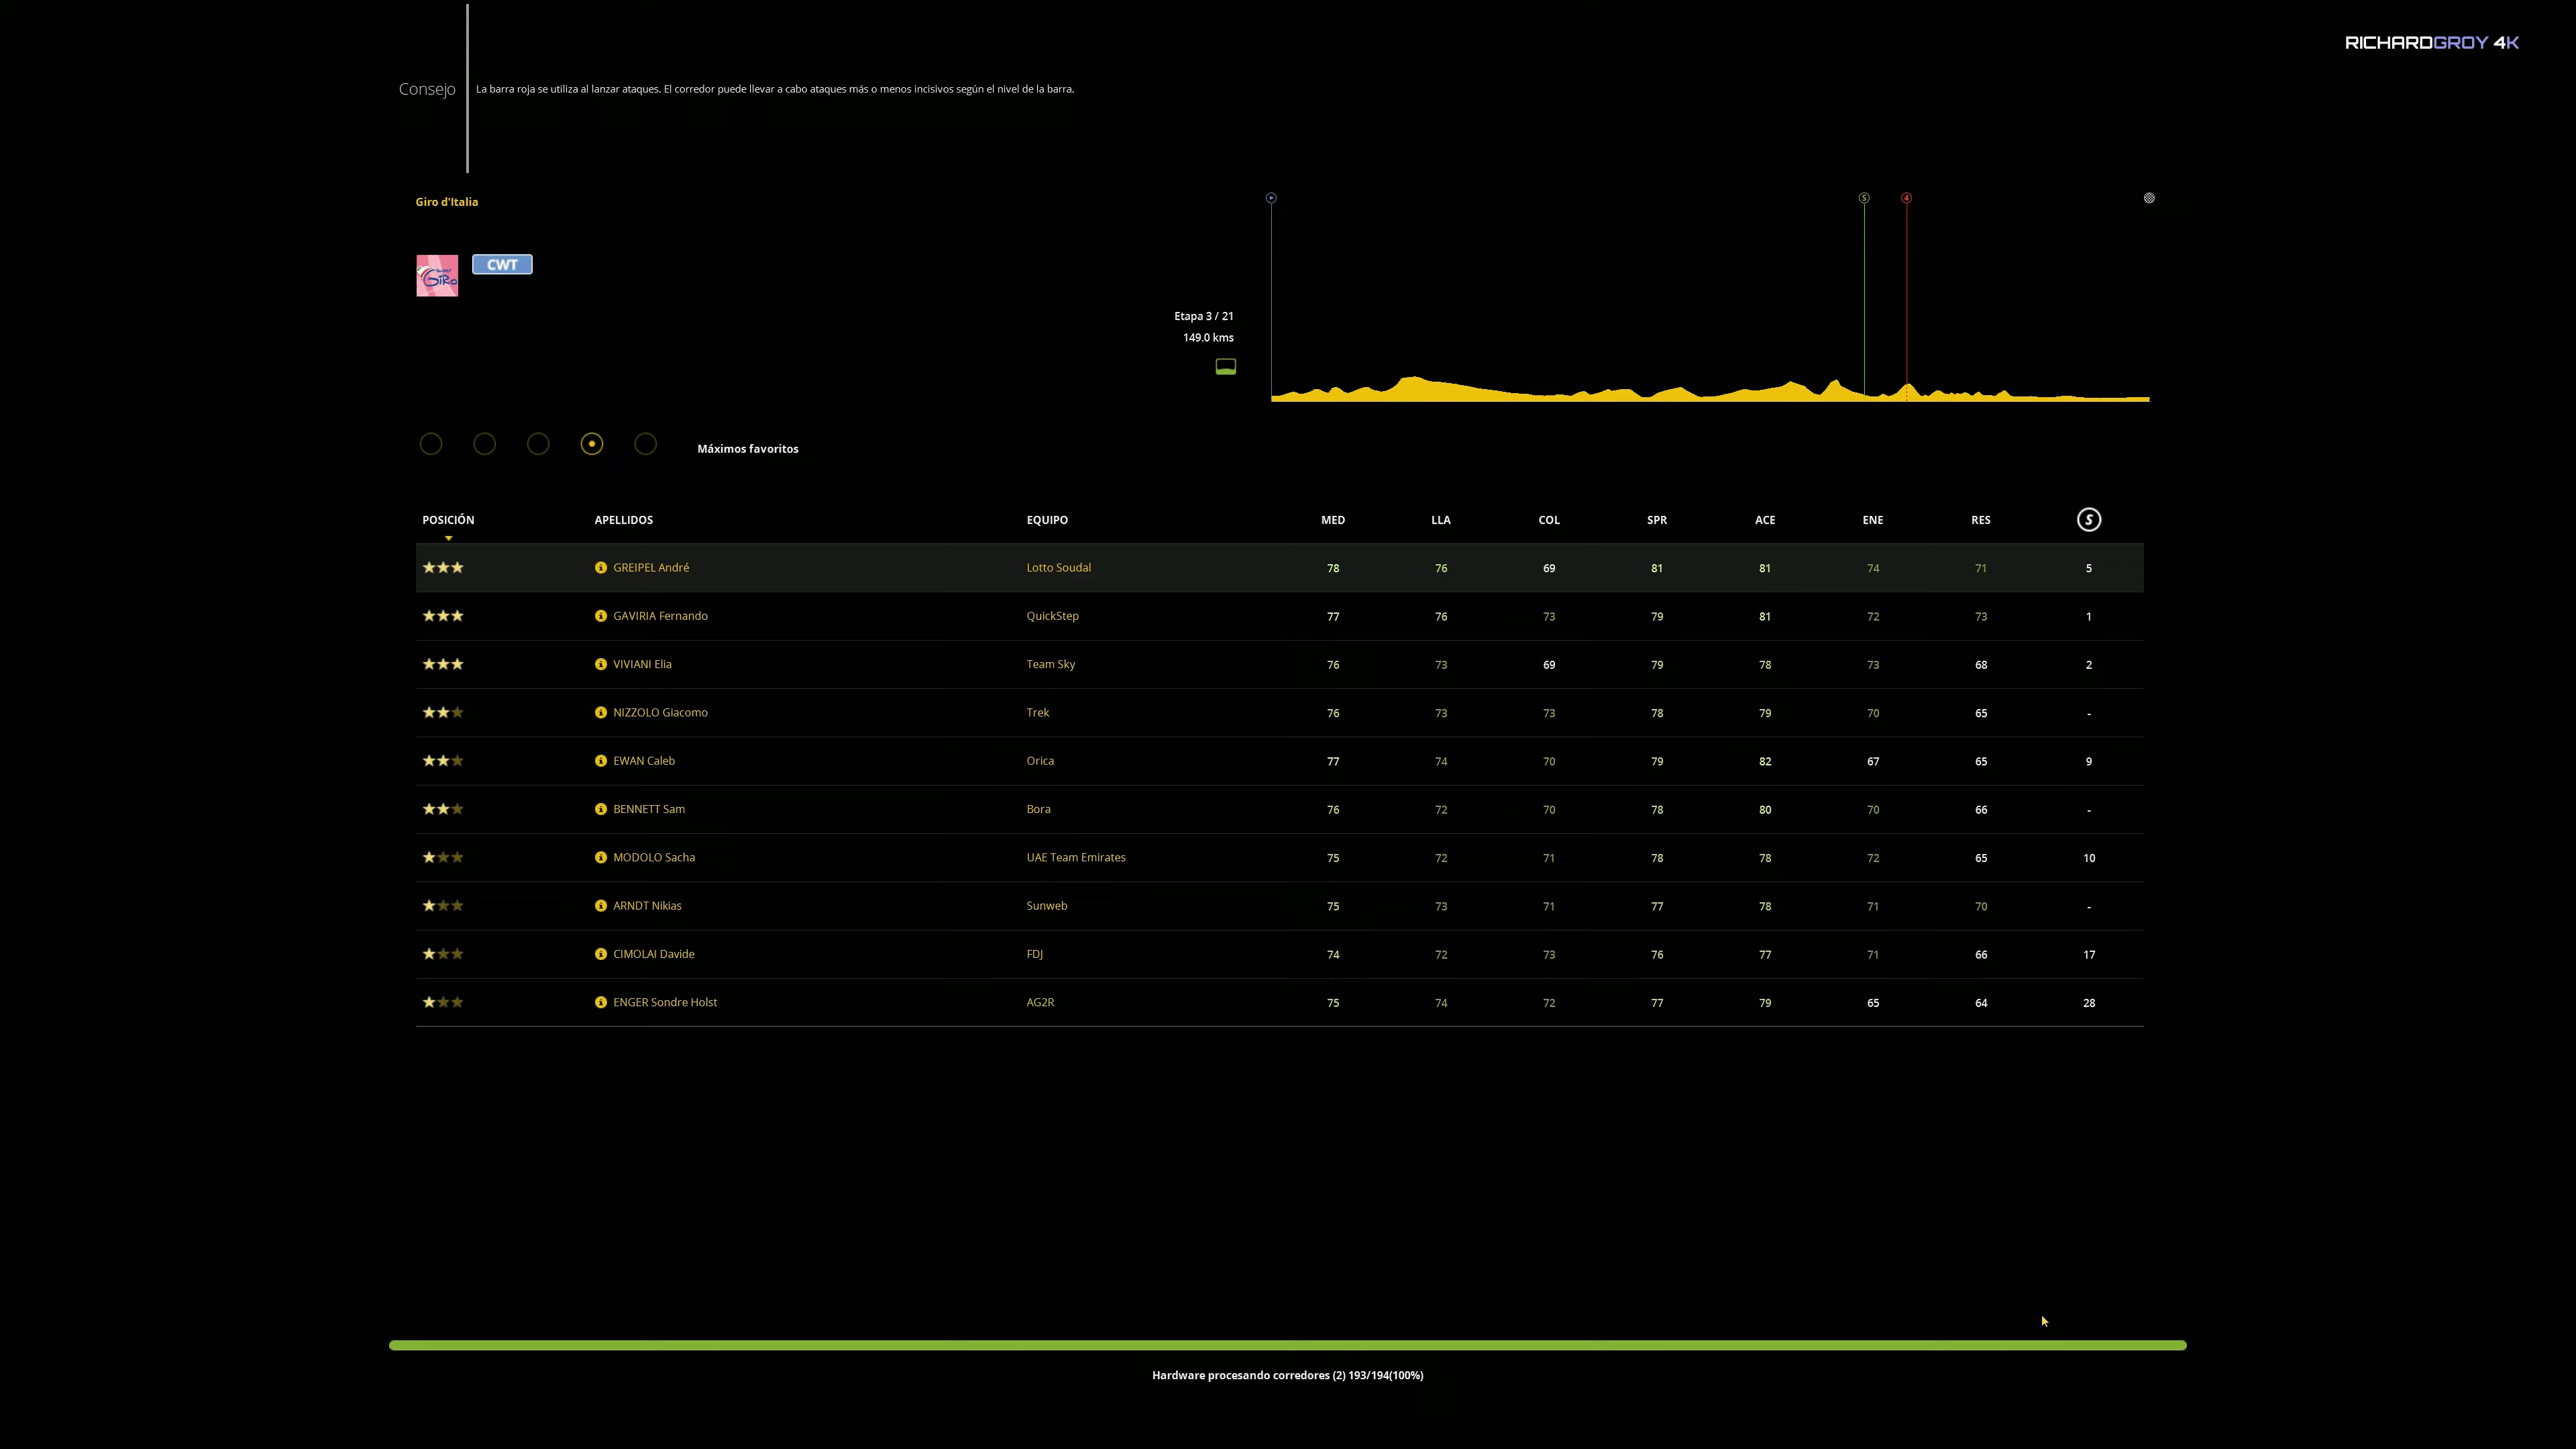 RICHARDGROY 4K
Consejo
La barra roja se utiliza al lanzar ataques. El corredor puede llevar a cabo ataques más o menos incisivos según el nivel de la barra.
Giro d'Italia
GiRO
CWT
S 4
Etapa 3 / 21
149.0 kms
Máximos favoritos
POSICIÓN APELLIDOS EQUIPO MED LLA COL SPR ACE ENE RES S
GREIPEL André Lotto Soudal 78 76 69 81 81 74 71 5
GAVIRIA Fernando QuickStep 77 76 73 79 81 72 73 1
VIVIANI Elia Team Sky 76 73 69 79 78 73 68 2
NIZZOLO Giacomo Trek 76 73 73 78 79 70 65 -
EWAN Caleb Orica 77 74 70 79 82 67 65 9
BENNETT Sam Bora 76 72 70 78 80 70 66 -
MODOLO Sacha UAE Team Emirates 75 72 71 78 78 72 65 10
ARNDT Nikias Sunweb 75 73 71 77 78 71 70 -
CIMOLAI Davide FDJ 74 72 73 76 77 71 66 17
ENGER Sondre Holst AG2R 75 74 72 77 79 65 64 28
Hardware procesando corredores (2) 193/194(100%)